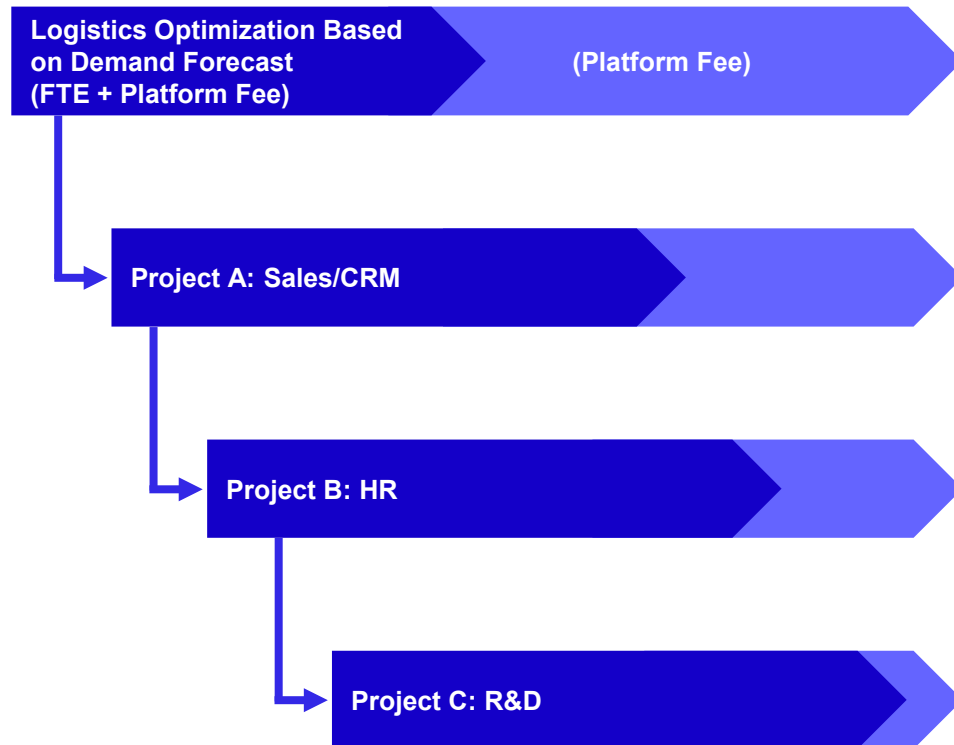 Logistics Optimization Based
on Demand Forecast
(FTE + Platform Fee)
(Platform Fee)
Project A: Sales/CRM
Project B: HR
Project C: R&D